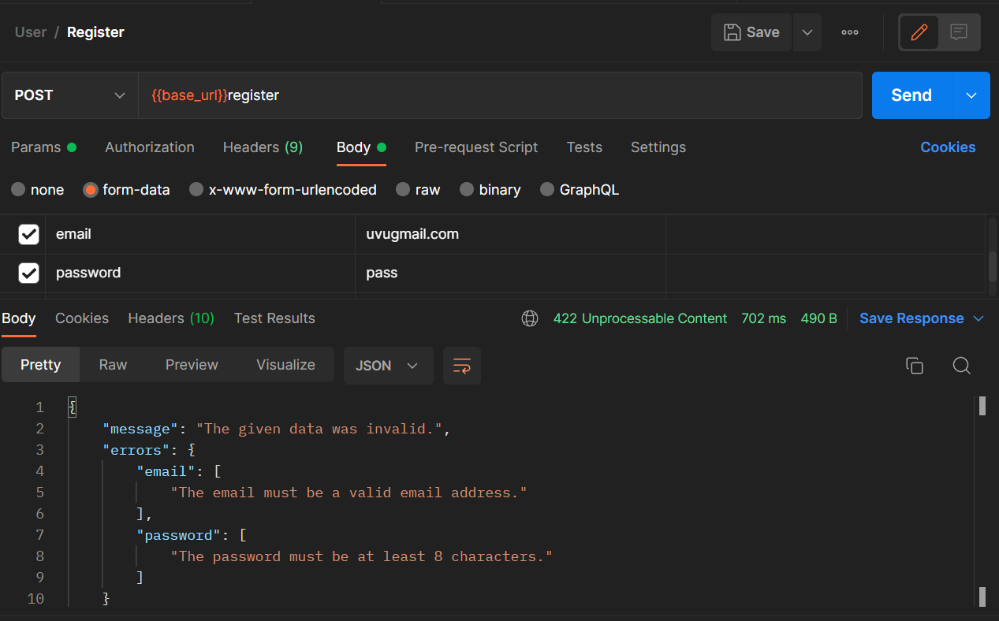 User / Register Save
POST {{base_url}}register Send
Params Authorization Headers (9) Body Pre-request Script Tests Settings Cookies
none form-data x-www-form-urlencoded raw binary GraphQL
email uvugmail.com
password pass
Body Cookies Headers (10) Test Results 422 Unprocessable Content 702 ms 490 B Save Response
Pretty Raw Preview Visualize JSON
1 {
2 "message": "The given data was invalid.",
3 "errors": {
4 "email": [
5 "The email must be a valid email address."
6 ],
7 "password": [
8 "The password must be at least 8 characters."
9 ]
10 }